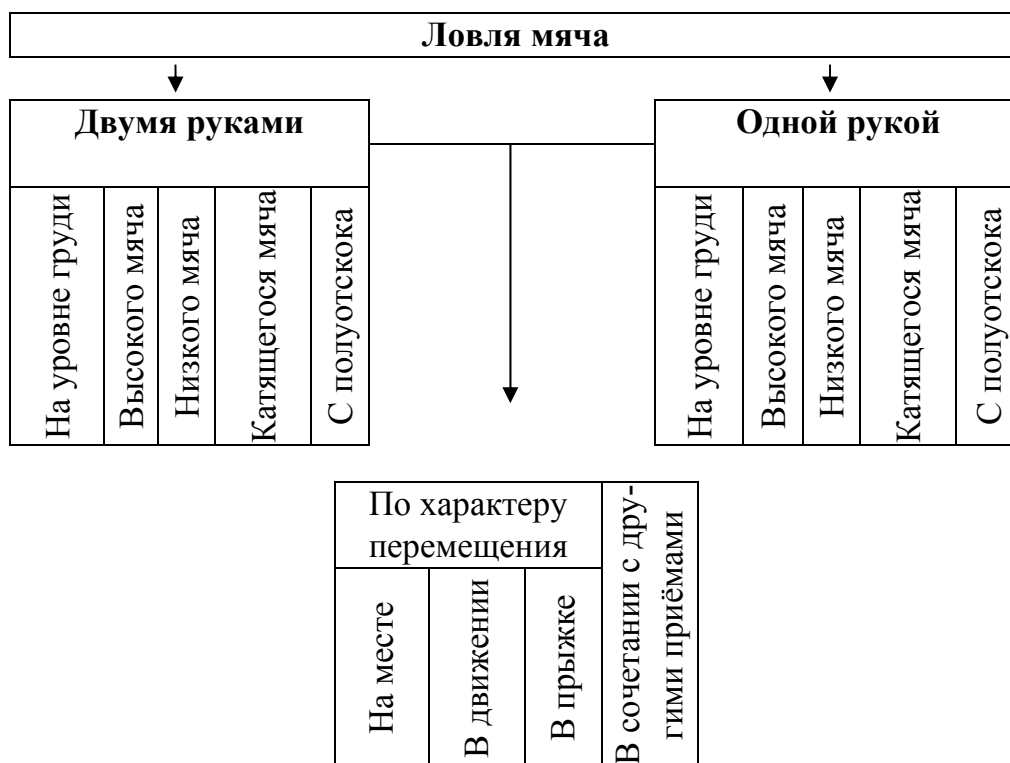 Ловля мяча
Двумя руками
Одной рукой
На уровне груди
Высокого мяча
Низкого мяча
Катящегося мяча
С полуотскока
На уровне груди
Высокого мяча
Низкого мяча
Катящегося мяча
С полуотскока
По характеру
перемещения
На месте
В движении
В прыжке
В сочетании с дру-
гими приёмами